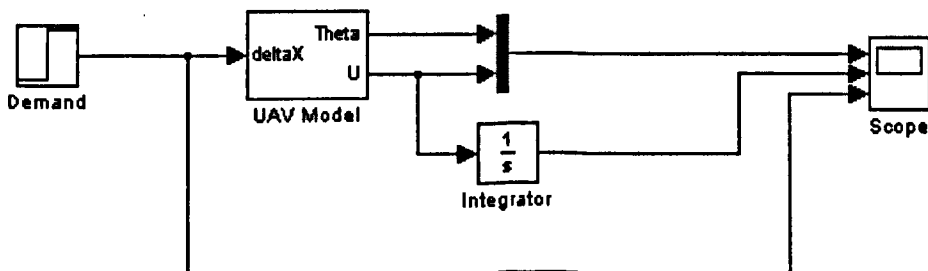 Theta
deltaX
U
Demand
UAV Model
Scope
1
s
Integrator